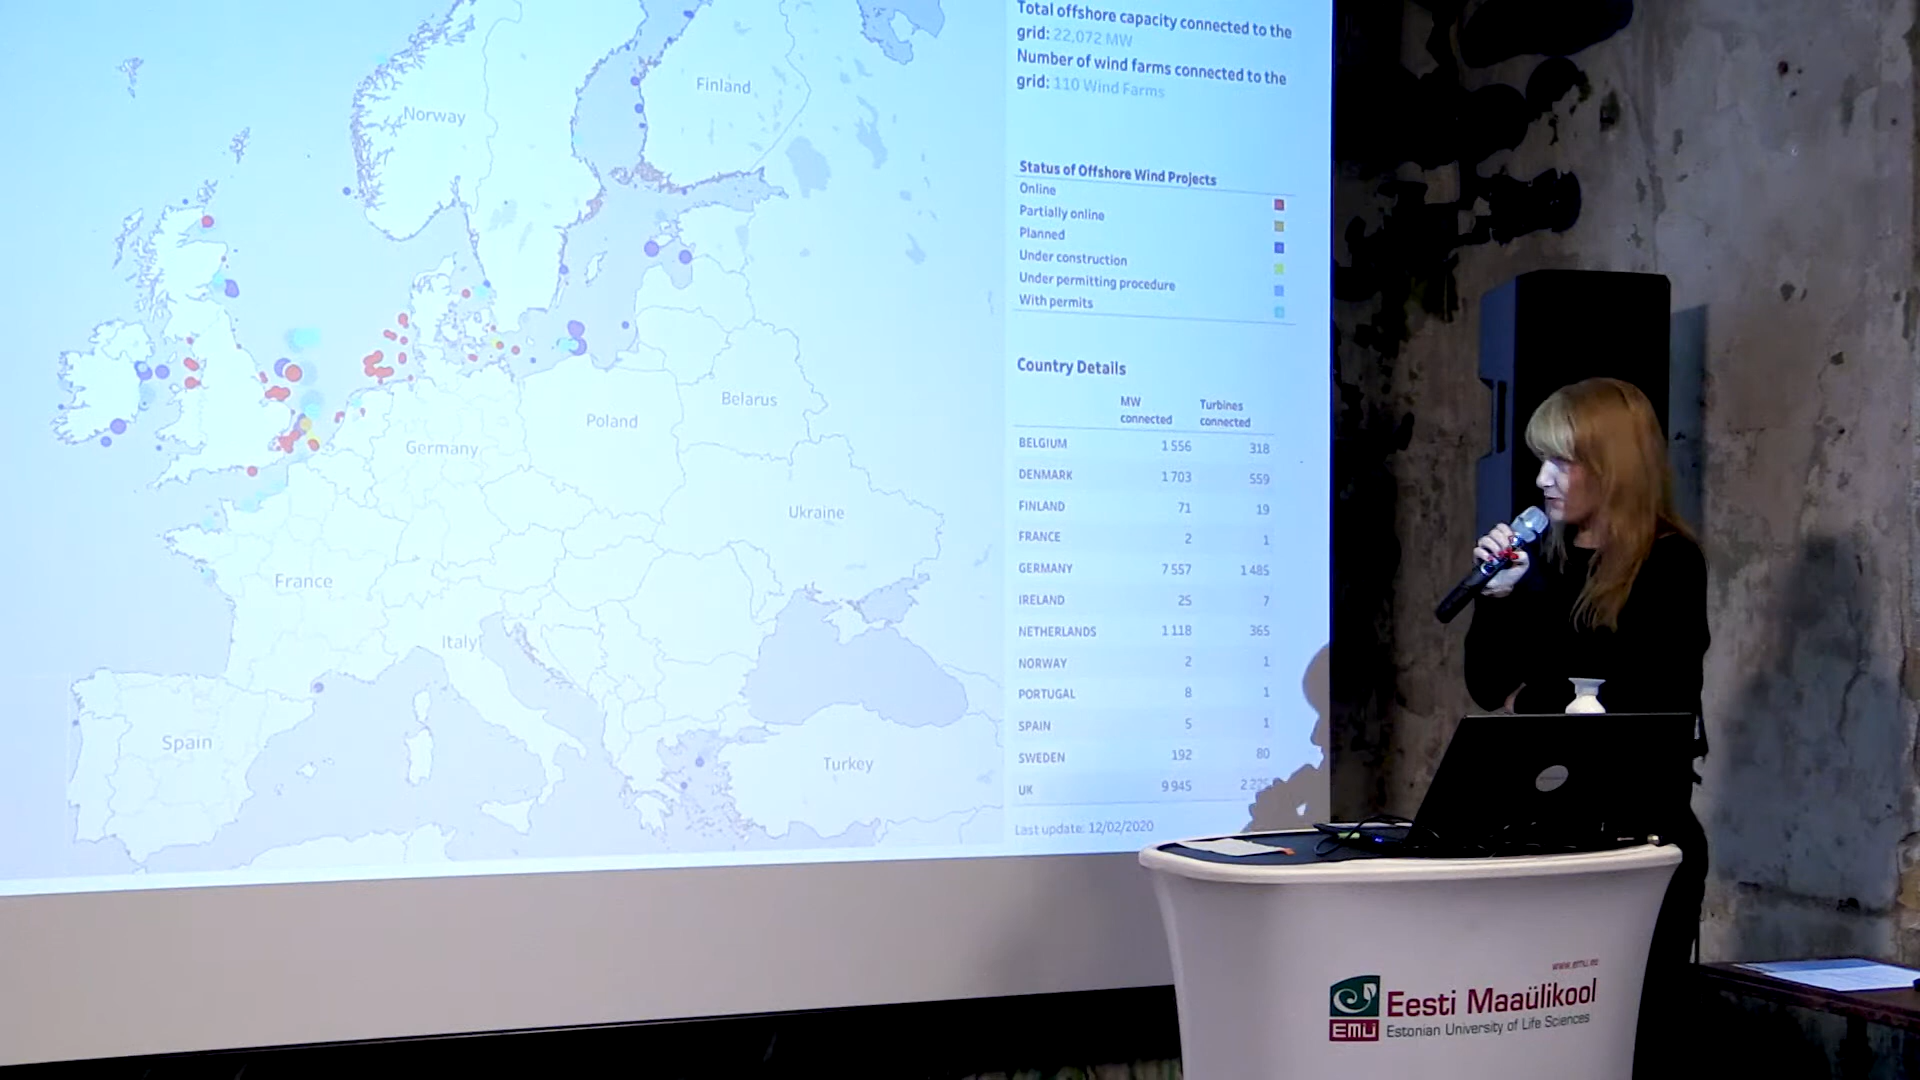 Total offshore capacity connected to the
grid: 22,072 MW
Number of wind farms connected to the
grid: 110 Wind Farms
Finland
Norway
Status of Offshore Wind Projects
Online
Partially online
Planned
Under construction
Under permitting procedure
With permits
Belarus
Poland
Germany
Ukraine
France
Italy
Spain
Turkey
Country Details
MW connected Turbines connected
BELGIUM 1 556 318
DENMARK 1 703 559
FINLAND 71 19
FRANCE 2 1
GERMANY 7 557 1 485
IRELAND 25 7
NETHERLANDS 1 118 365
NORWAY 2 1
PORTUGAL 8 1
SPAIN 5 1
SWEDEN 192 80
UK 9 945
Last update: 12/02/2020
www.emu.ee
EMÜ
Eesti Maaülikool
Estonian University of Life Sciences